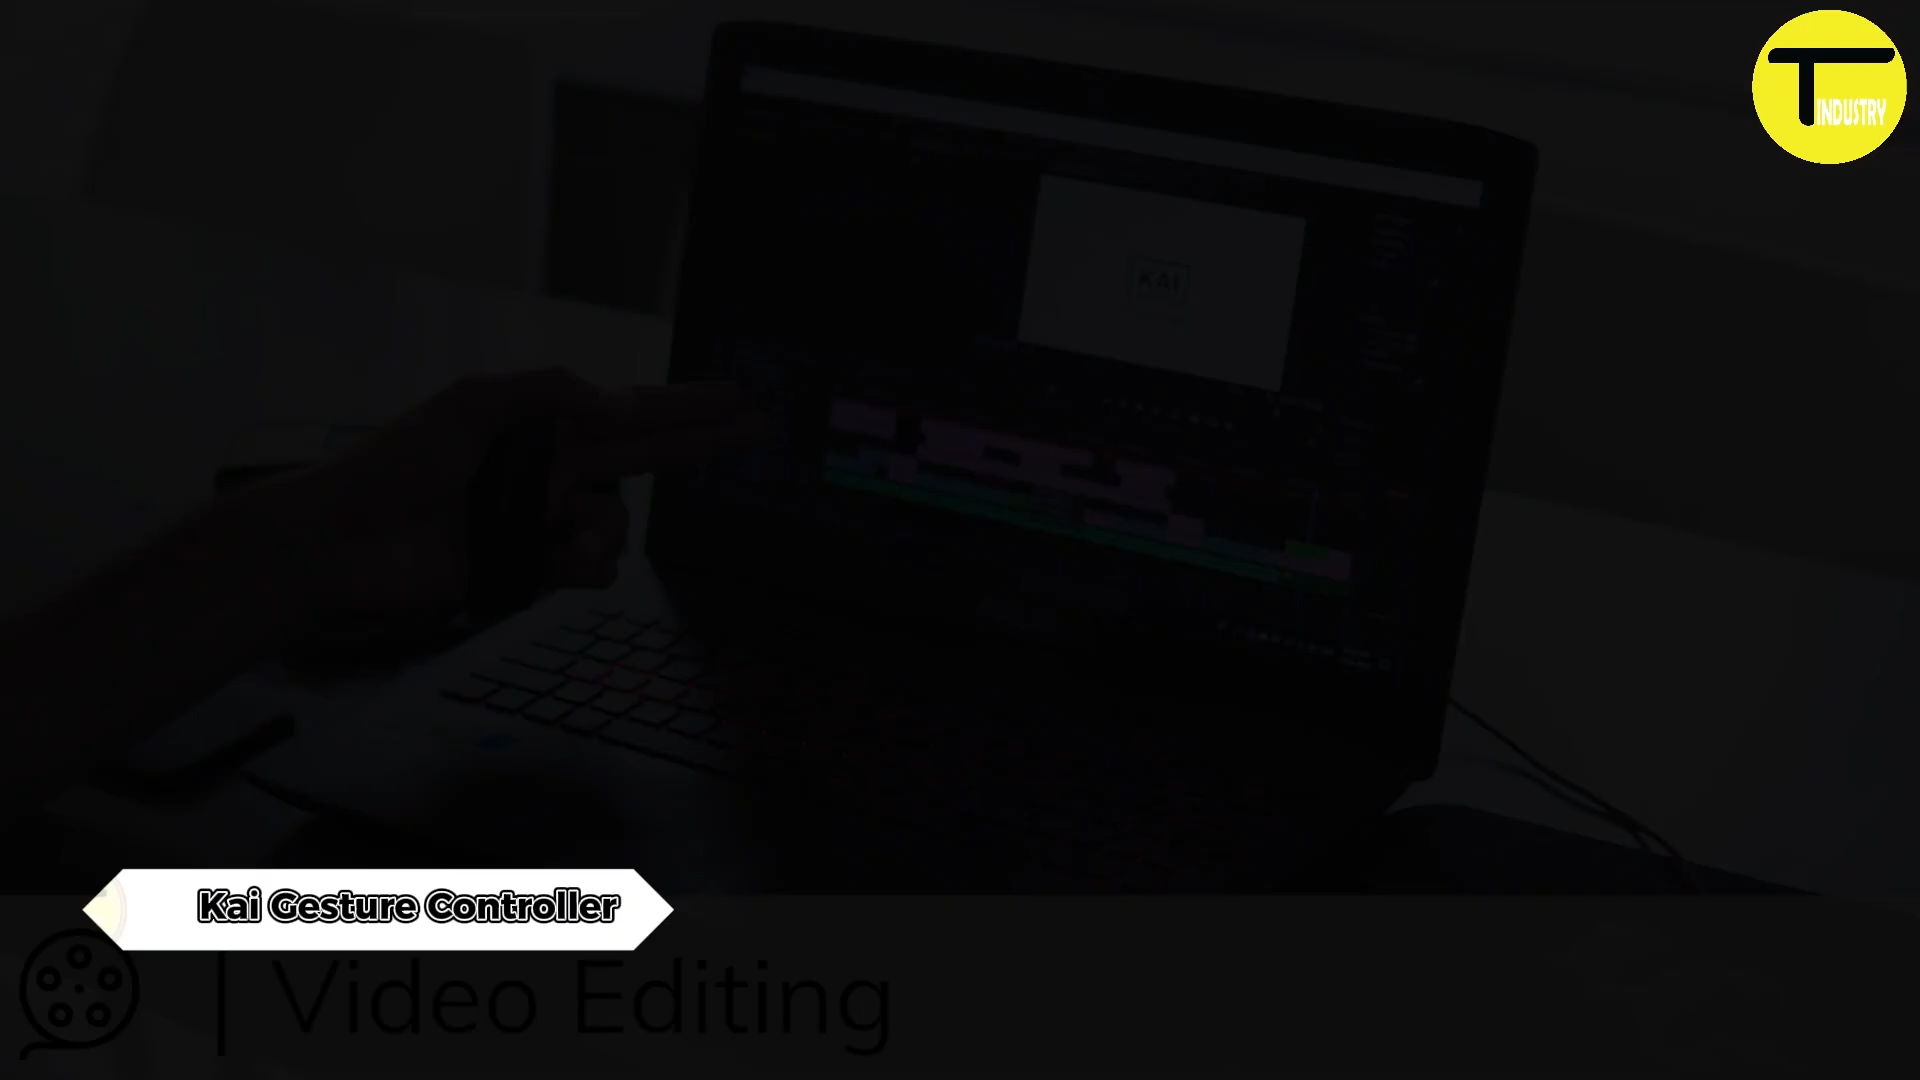 T
INDUSTRY
KAI
Kai Gesture Controller
| Video Editing